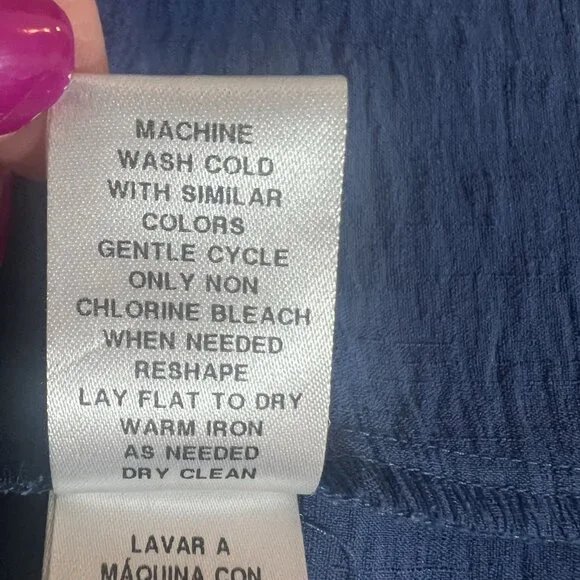 MACHINE
WASH COLD
WITH SIMILAR
COLORS
GENTLE CYCLE
ONLY NON
CHLORINE BLEACH
WHEN NEEDED
RESHAPE
LAY FLAT TO DRY
WARM IRON
AS NEEDED
DRY CLEAN
LAVAR A
MÁQUINA CON